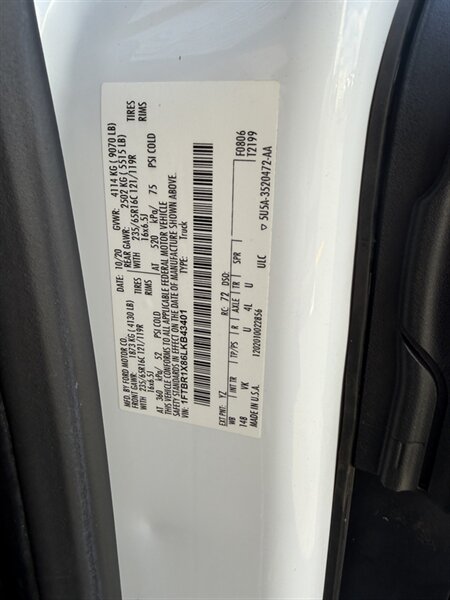 MFD. BY FORD MOTOR CO.
DATE: 10/20 GVWR: 4114 KG ( 9070 LB)
FRONT GAWR: 1873 KG ( 4130 LB) REAR GAWR: 2502 KG ( 5515 LB)
WITH 235/65R16C 121/119R TIRES WITH 235/65R16C 121/119R TIRES
16x6.5J RIMS 16x6.5J RIMS
AT 360 kPa/ 52 PSI COLD AT 520 kPa/ 75 PSI COLD
THIS VEHICLE CONFORMS TO ALL APPLICABLE FEDERAL MOTOR VEHICLE
SAFETY STANDARDS IN EFFECT ON THE DATE OF MANUFACTURE SHOWN ABOVE.
VIN: 1FTBR1X86LKB43401
TYPE: Truck
F0806
T2199
EXT PNT: YZ RC: 72 DSO:
WB INT TR TP/PS R AXLE TR SPR
148 VK U 4L U
MADE IN U.S.A. ULC
▽ 5U5A-3520472-AA
1202010022856